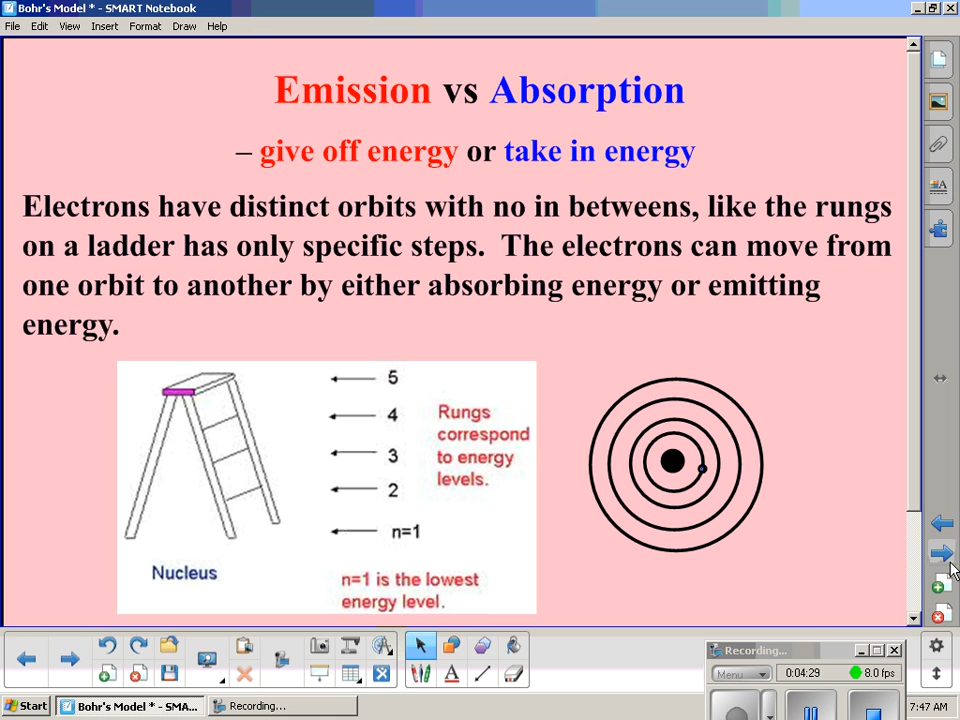 Bohr's Model * - SMART Notebook
File Edit View Insert Format Draw Help
Emission vs Absorption
– give off energy or take in energy
Electrons have distinct orbits with no in betweens, like the rungs
on a ladder has only specific steps. The electrons can move from
one orbit to another by either absorbing energy or emitting
energy.
5
4
3
2
n=1
Rungs
correspond
to energy
levels.
Nucleus
n=1 is the lowest
energy level.
Recording...
Menu
0:04:29
8.0 fps
Start
Bohr's Model * - SMA...
Recording...
7:47 AM